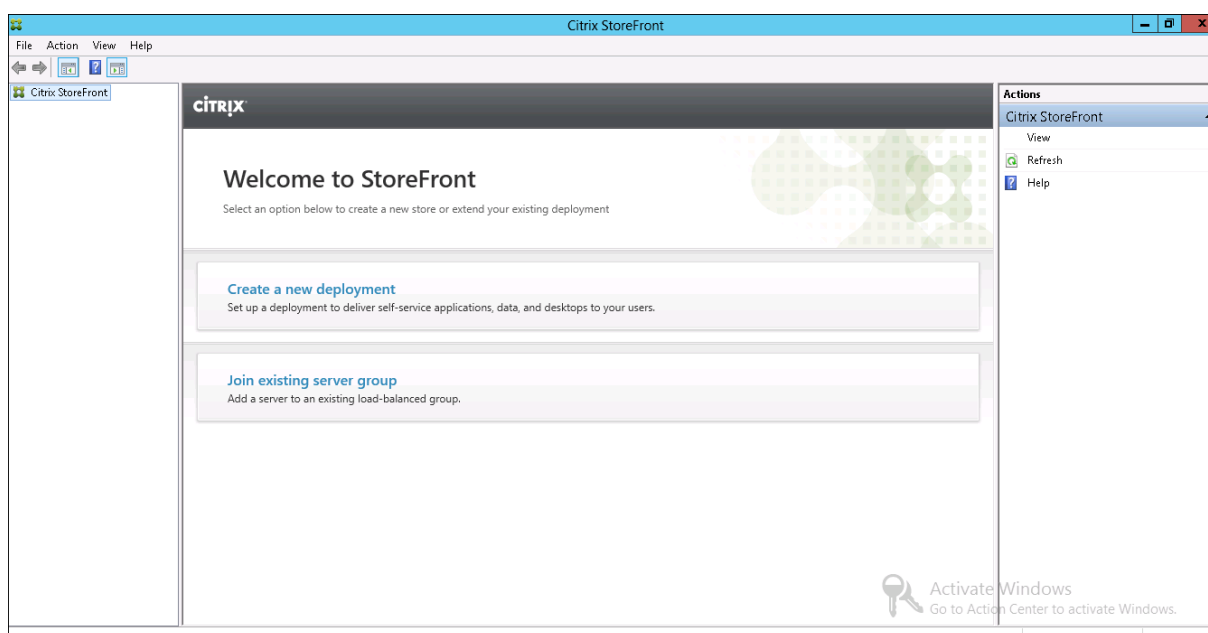 Citrix StoreFront
File Action View Help
Citrix StoreFront
CİTRIX
Welcome to StoreFront
Select an option below to create a new store or extend your existing deployment
Create a new deployment
Set up a deployment to deliver self-service applications, data, and desktops to your users.
Join existing server group
Add a server to an existing load-balanced group.
Actions
Citrix StoreFront
View
Refresh
Help
Activate Windows
Go to Action Center to activate Windows.